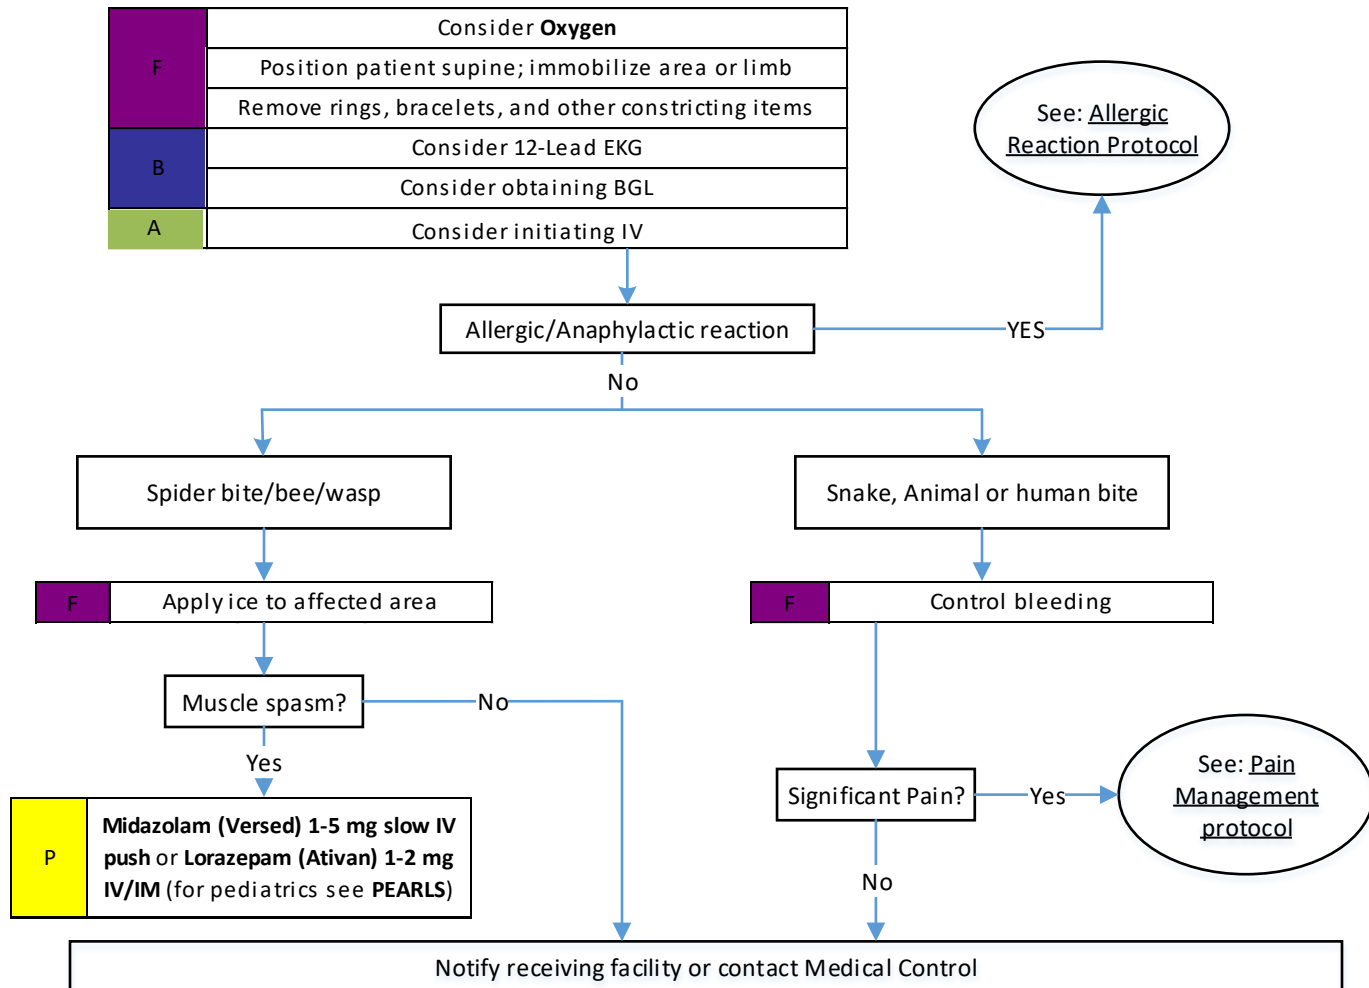 Consider Oxygen
F
Position patient supine; immobilize area or limb
Remove rings, bracelets, and other constricting items
B
Consider 12-Lead EKG
Consider obtaining BGL
A
Consider initiating IV
See: Allergic
Reaction Protocol
Allergic/Anaphylactic reaction
YES
No
Spider bite/bee/wasp
Snake, Animal or human bite
F
Apply ice to affected area
F
Control bleeding
Muscle spasm?
No
Yes
Significant Pain?
Yes
See: Pain
Management
protocol
P
Midazolam (Versed) 1-5 mg slow IV
push or Lorazepam (Ativan) 1-2 mg
IV/IM (for pediatrics see PEARLS)
No
Notify receiving facility or contact Medical Control